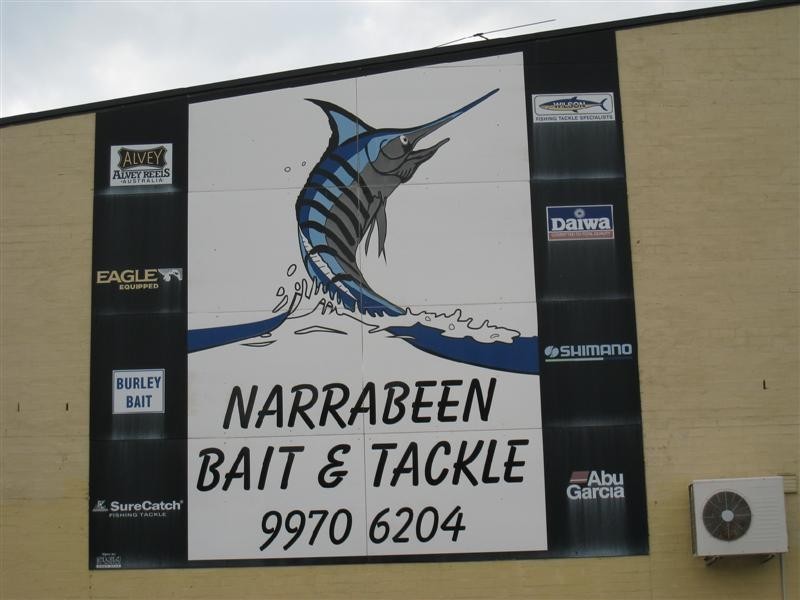 ALVEY
ALVEY REELS
AUSTRALIA
EAGLE
EQUIPPED
BURLEY
BAIT
SureCatch
FISHING TACKLE
NARRABEEN
BAIT & TACKLE
9970 6204
WILSON
FISHING TACKLE SPECIALISTS
Daiwa
SHIMANO
Abu
Garcia